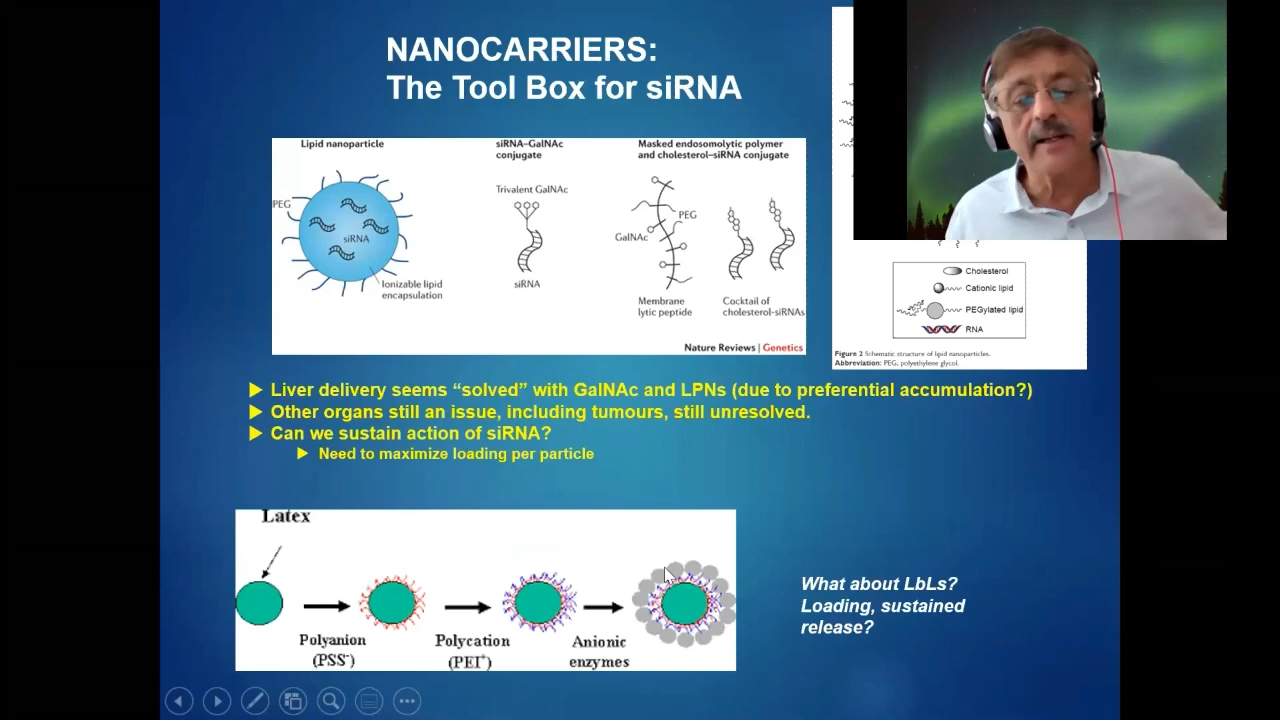 NANOCARRIERS:
The Tool Box for siRNA
Lipid nanoparticle
PEG
siRNA
Ionizable lipid
encapsulation
siRNA–GalNAc
conjugate
Trivalent GalNAc
siRNA
Masked endosomolytic polymer
and cholesterol–siRNA conjugate
PEG
GalNAc
Membrane
lytic peptide
Cocktail of
cholesterol-siRNAs
Nature Reviews | Genetics
Cholesterol
Cationic lipid
PEGylated lipid
RNA
Figure 2 Schematic structure of lipid nanoparticles.
Abbreviation: PEG, polyethylene glycol.
Liver delivery seems “solved” with GalNAc and LPNs (due to preferential accumulation?)
Other organs still an issue, including tumours, still unresolved.
Can we sustain action of siRNA?
Need to maximize loading per particle
Latex
Polyanion
(PSS⁻)
Polycation
(PEI⁺)
Anionic
enzymes
What about LbLs?
Loading, sustained
release?